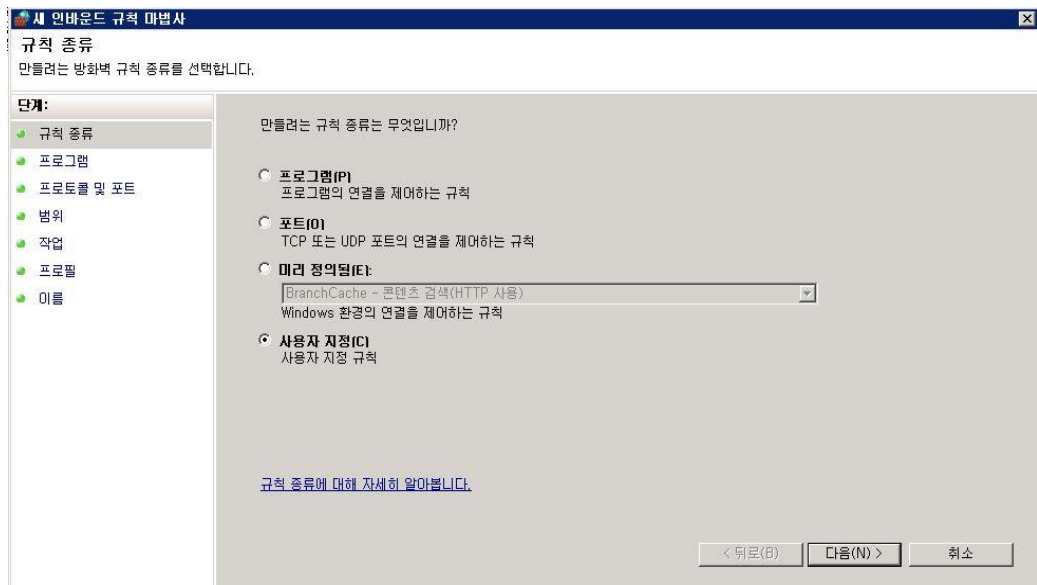 새 인바운드 규칙 마법사
규칙 종류
만들려는 방화벽 규칙 종류를 선택합니다.
단계:
규칙 종류
프로그램
프로토콜 및 포트
범위
작업
프로필
이름
만들려는 규칙 종류는 무엇입니까?
프로그램(P)
프로그램의 연결을 제어하는 규칙
포트(O)
TCP 또는 UDP 포트의 연결을 제어하는 규칙
미리 정의됨(E):
BranchCache - 콘텐츠 검색(HTTP 사용)
Windows 환경의 연결을 제어하는 규칙
사용자 지정(C)
사용자 지정 규칙
규칙 종류에 대해 자세히 알아봅니다.
< 뒤로(B) 다음(N) > 취소